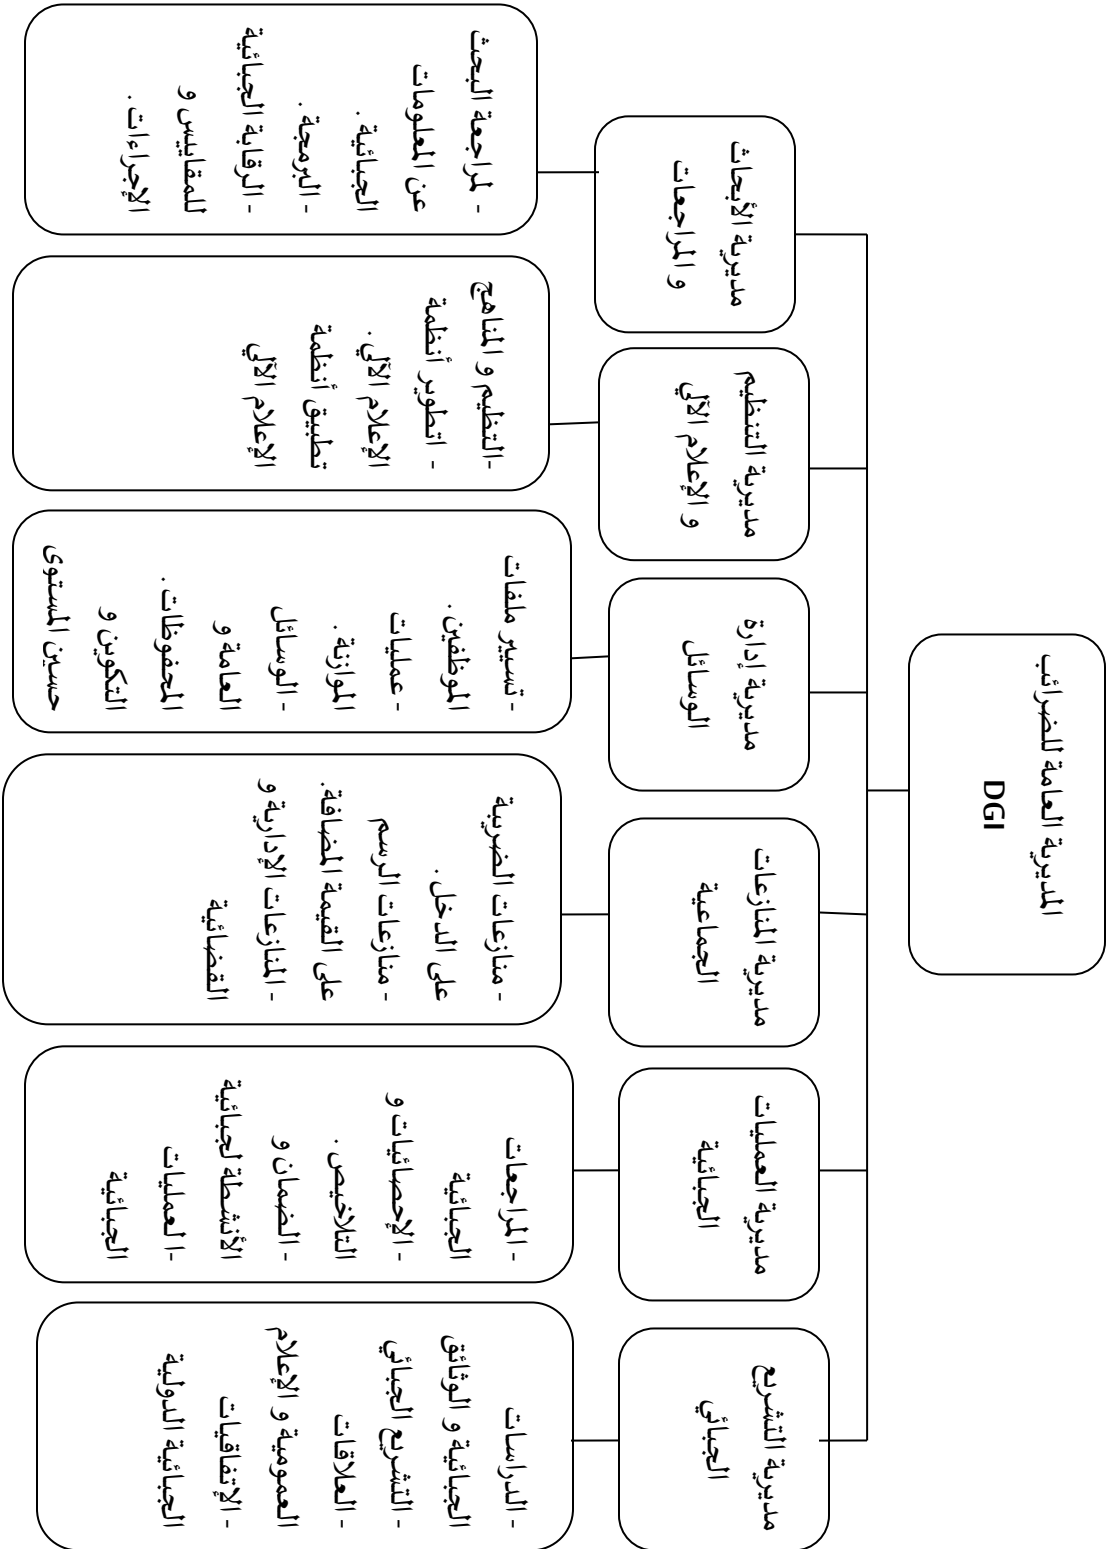 المديرية العامة للضرائب
DGI
مديرية التشريع
الجبائي
مديرية العمليات
الجبائية
مديرية المنازعات
الجماعية
مديرية إدارة
الوسائل
مديرية التنظيم
و الإعلام الآلي
مديرية الأبحاث
و المراجعات
- الدراسات
الجبائية و الوثائق
- التشريع الجبائي
- العلاقات
العمومية و الإعلام
- الإتفاقيات
الجبائية الدولية
- المراجعات
الجبائية
- الإحصائيات و
التلاخيص .
- الضمان و
الأنشطة لجبائية
-العمليات
الجبائية
- منازعات الضريبة
على الدخل .
- منازعات الرسم
على القيمة المضافة.
- المنازعات الإدارية و
القضائية
- تسيير ملفات
الموظفين .
- عمليات
الموازنة .
- الوسائل
العامة و
المحفوظات .
التكوين و
حسين المستوى
-التظيم و المناهج
- اتطوير أنظمة
الإعلام الآلي .
تطبيق أنظمة
الإعلام الآلي
- لمراجعة البحث
عن المعلومات
الجبائية .
- البرمجة .
- الرقابة الجبائية
للمقاييس و
الإجراءات .